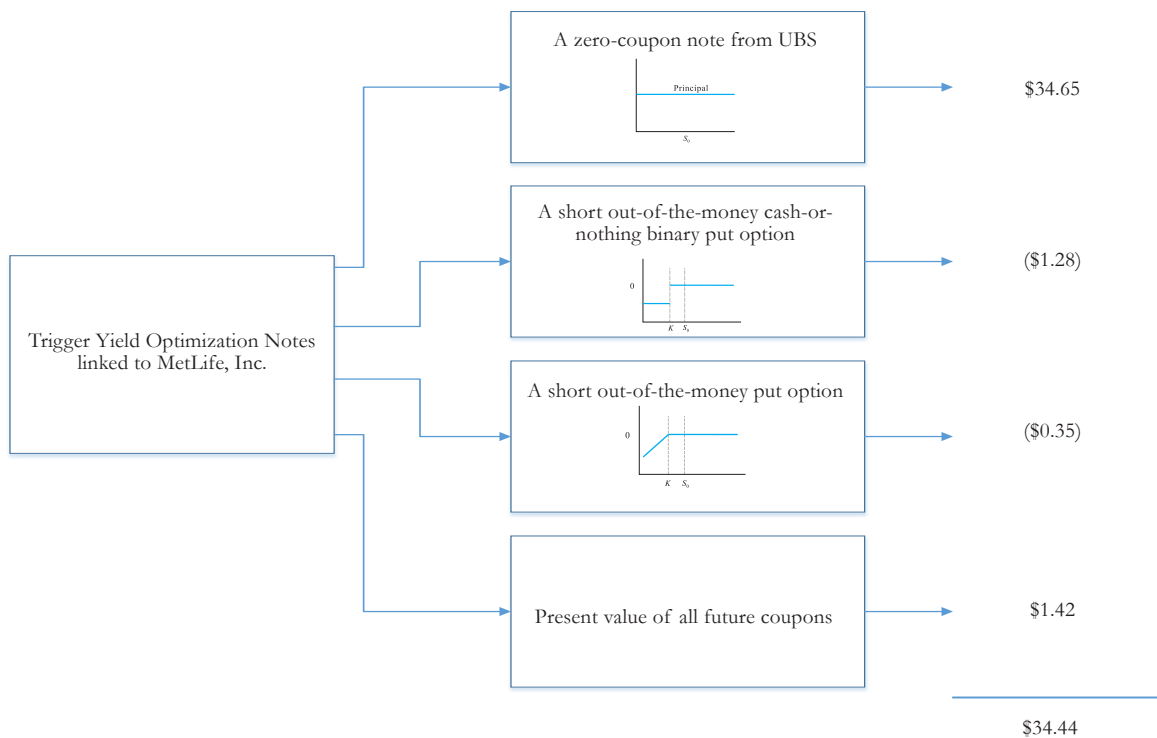 A zero-coupon note from UBS
Principal
S0
$34.65
A short out-of-the-money cash-or-
nothing binary put option
0
K
S0
($1.28)
Trigger Yield Optimization Notes
linked to MetLife, Inc.
A short out-of-the-money put option
0
K
S0
($0.35)
Present value of all future coupons
$1.42
$34.44